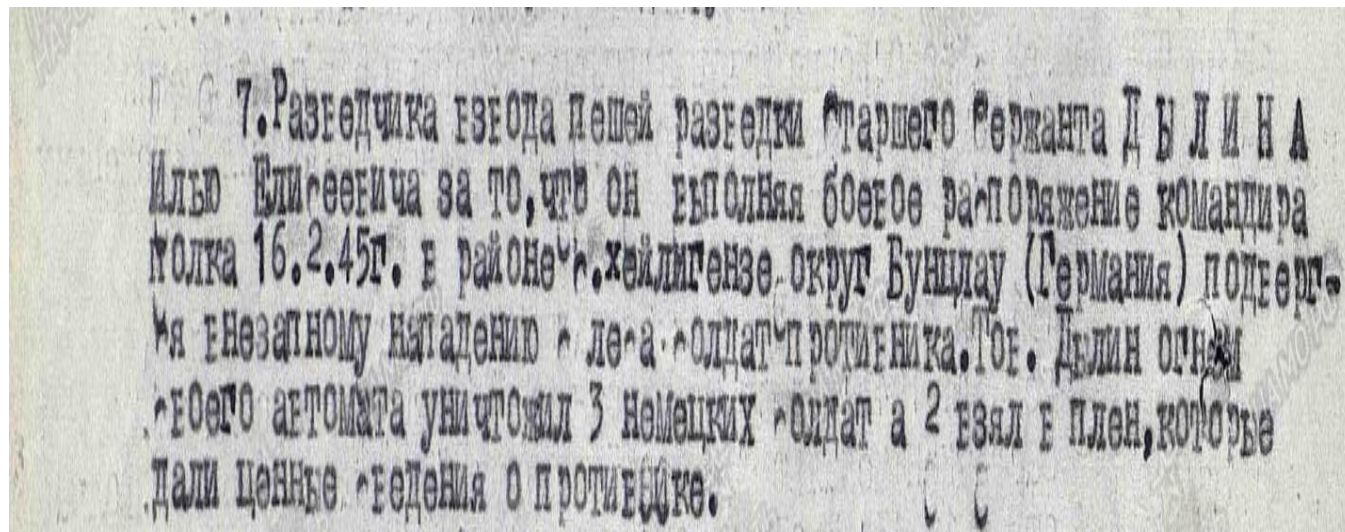 7.Разведчика взвода пешей разведки Старшего Сержанта Д Ы Л И Н А
Илью Елисеевича за то,что он выполняя боевое распоряжение командира
полка 16.2.45г. в районе с.хейлигензе округ Бунцлау (Германия) подверг-
ся внезапному нападению с леса солдат противника.Тов. Дылин огнем
своего автомата уничтожил 3 немецких солдат а 2 взял в плен,которые
дали ценные сведения о противнике.